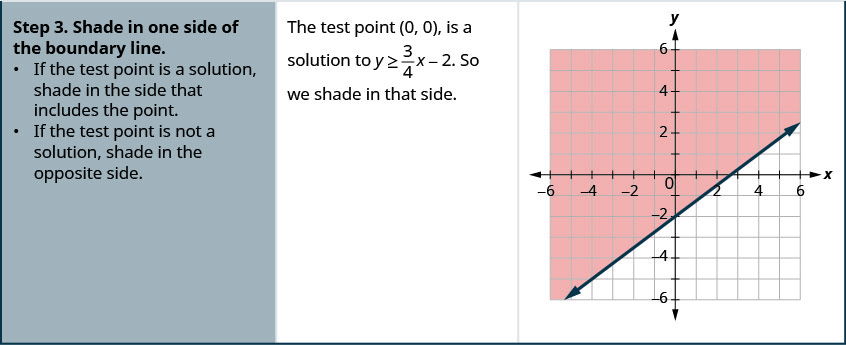 Step 3. Shade in one side of
the boundary line.
• If the test point is a solution,
shade in the side that
includes the point.
• If the test point is not a
solution, shade in the
opposite side.
The test point (0, 0), is a
solution to y ≥ 3/4 x − 2. So
we shade in that side.
y
6
4
2
−6 −4 −2 0 2 4 6 x
−2
−4
−6